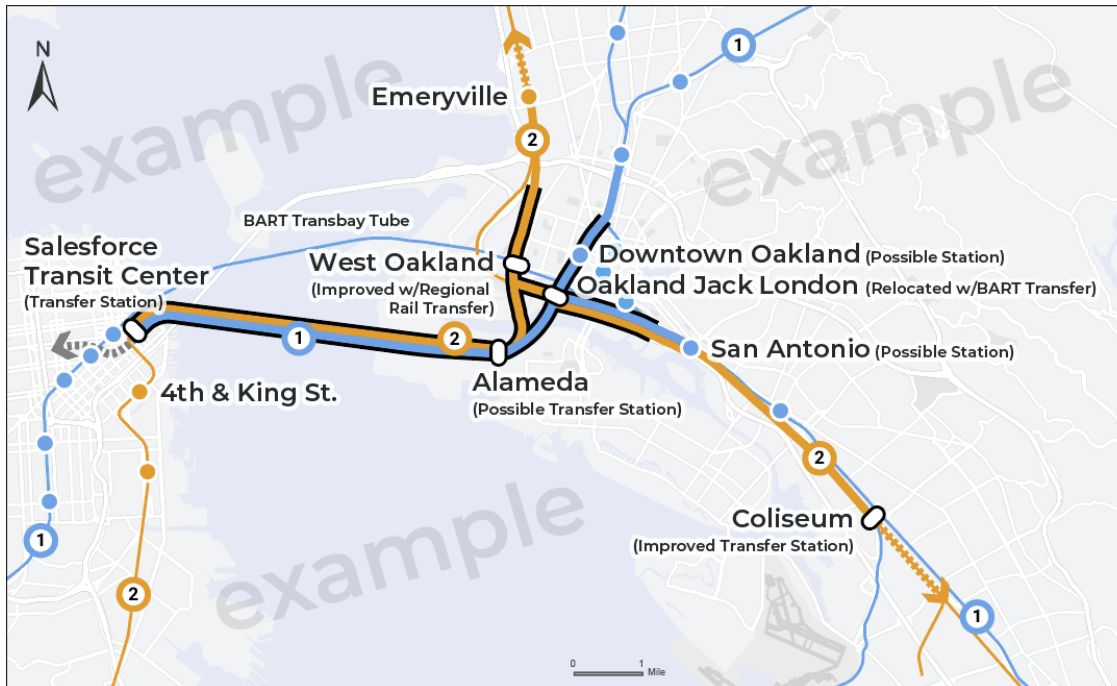 example
example
example
N
1
Emeryville
2
BART Transbay Tube
Salesforce
Transit Center
(Transfer Station)
West Oakland
(Improved w/Regional
Rail Transfer)
Downtown Oakland (Possible Station)
Oakland Jack London (Relocated w/BART Transfer)
1
2
San Antonio (Possible Station)
Alameda
(Possible Transfer Station)
4th & King St.
2
Coliseum
(Improved Transfer Station)
1
2
1
0 1
Mile